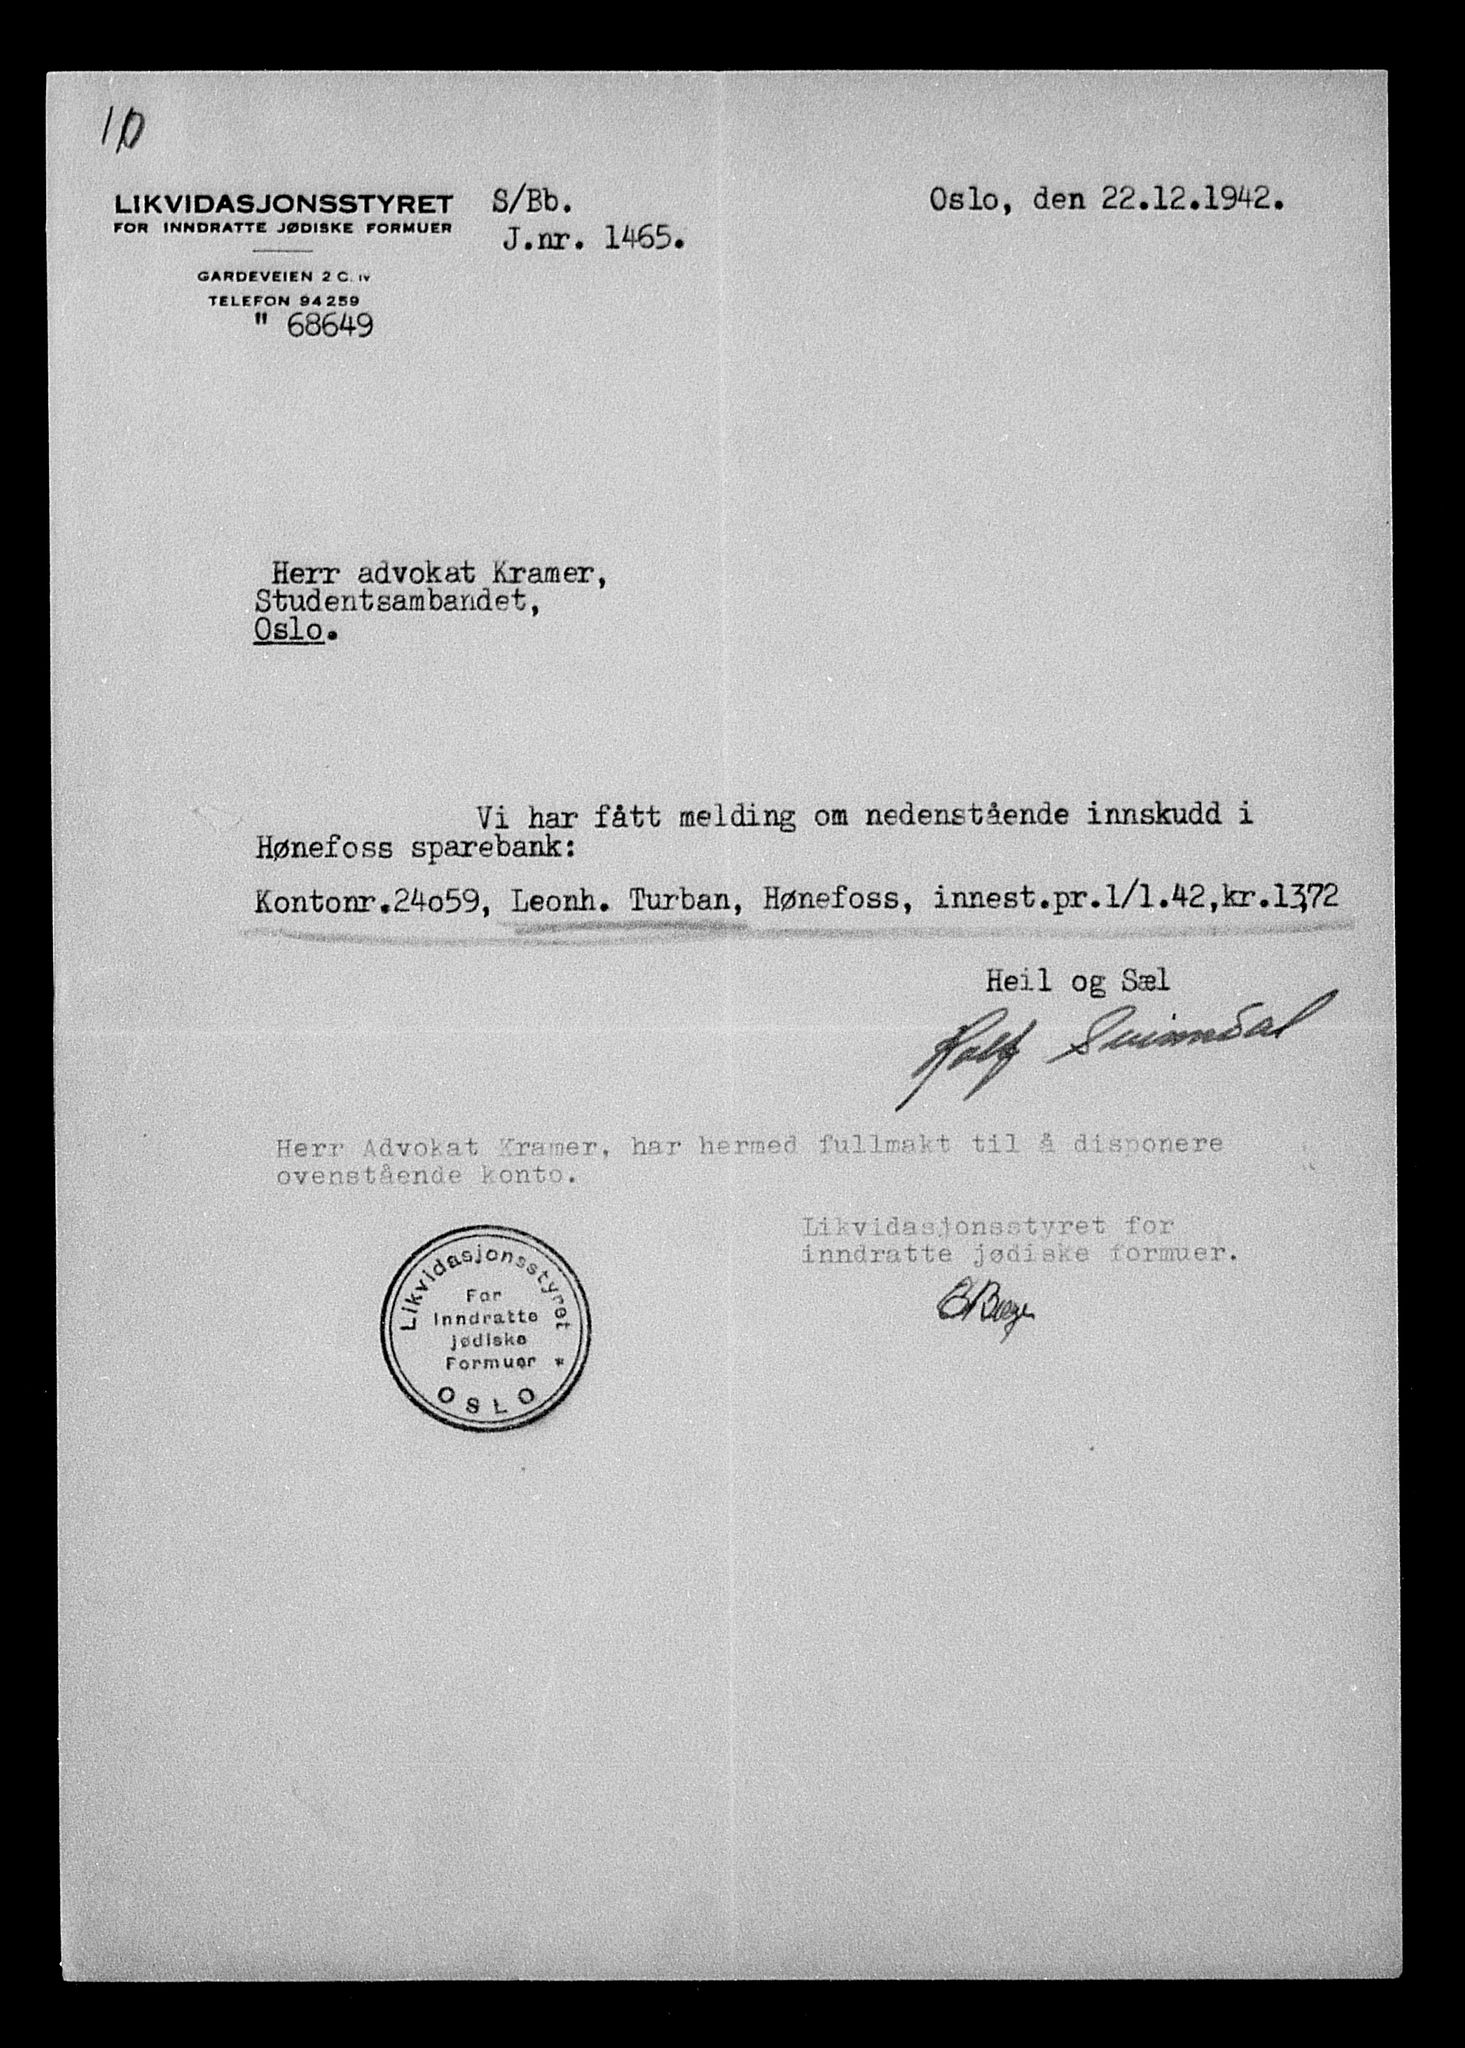 10
LIKVIDASJONSSTYRET
FOR INNDRATTE JØDISKE FORMUER
GARDEVEIEN 2 C. IV
TELEFON 94259
" 68649
S/Bb.
J.nr. 1465.
Oslo, den 22.12.1942.
Herr advokat Kramer,
Studentsambandet,
Oslo.
Vi har fått melding om nedenstående innskudd i
Hønefoss sparebank:
Kontonr.24o59, Leonh. Turban, Hønefoss, innest.pr.1/1.42,kr.1372
Heil og Sæl
Rolf Svinndal
Herr Advokat Kramer, har hermed fullmakt til å disponere
ovenstående konto.
Likvidasjonsstyret for
inndratte jødiske formuer.
Likvidasjonsstyret
For
Inndratte
jødiske
Formuer *
OSLO